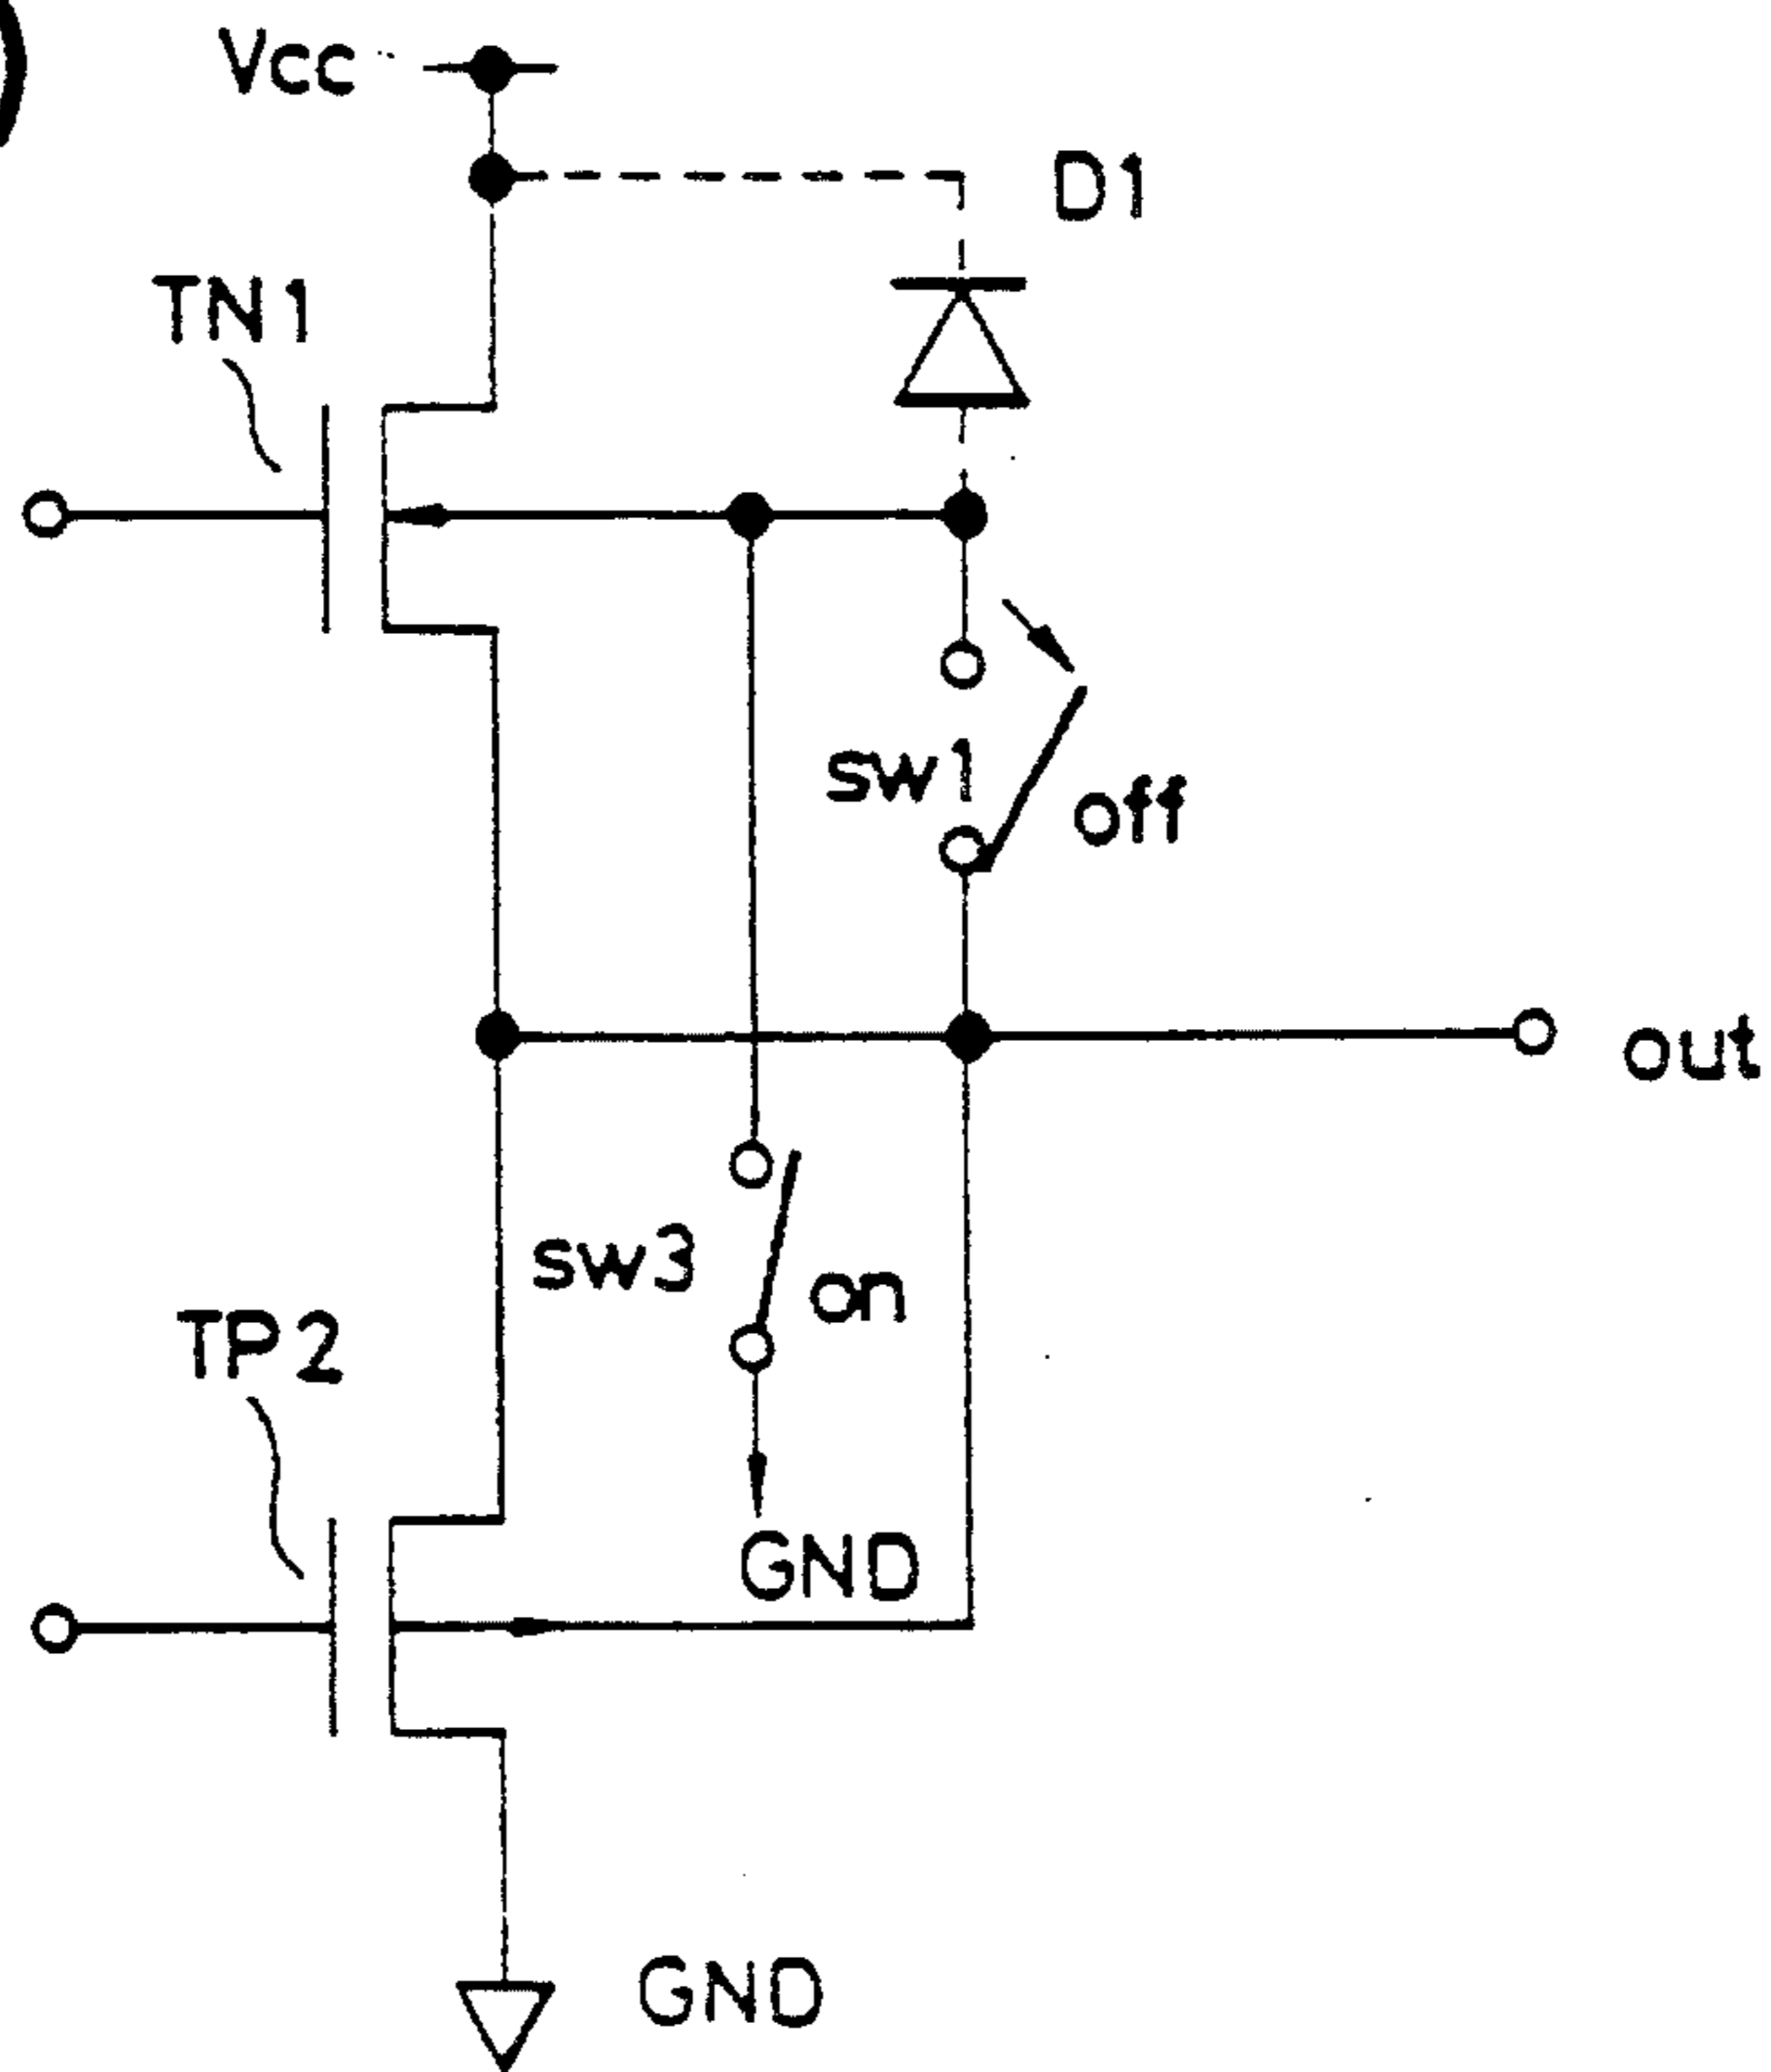 )
Vcc
D1
TN1
sw1
off
out
sw3
on
TP2
GND
GND